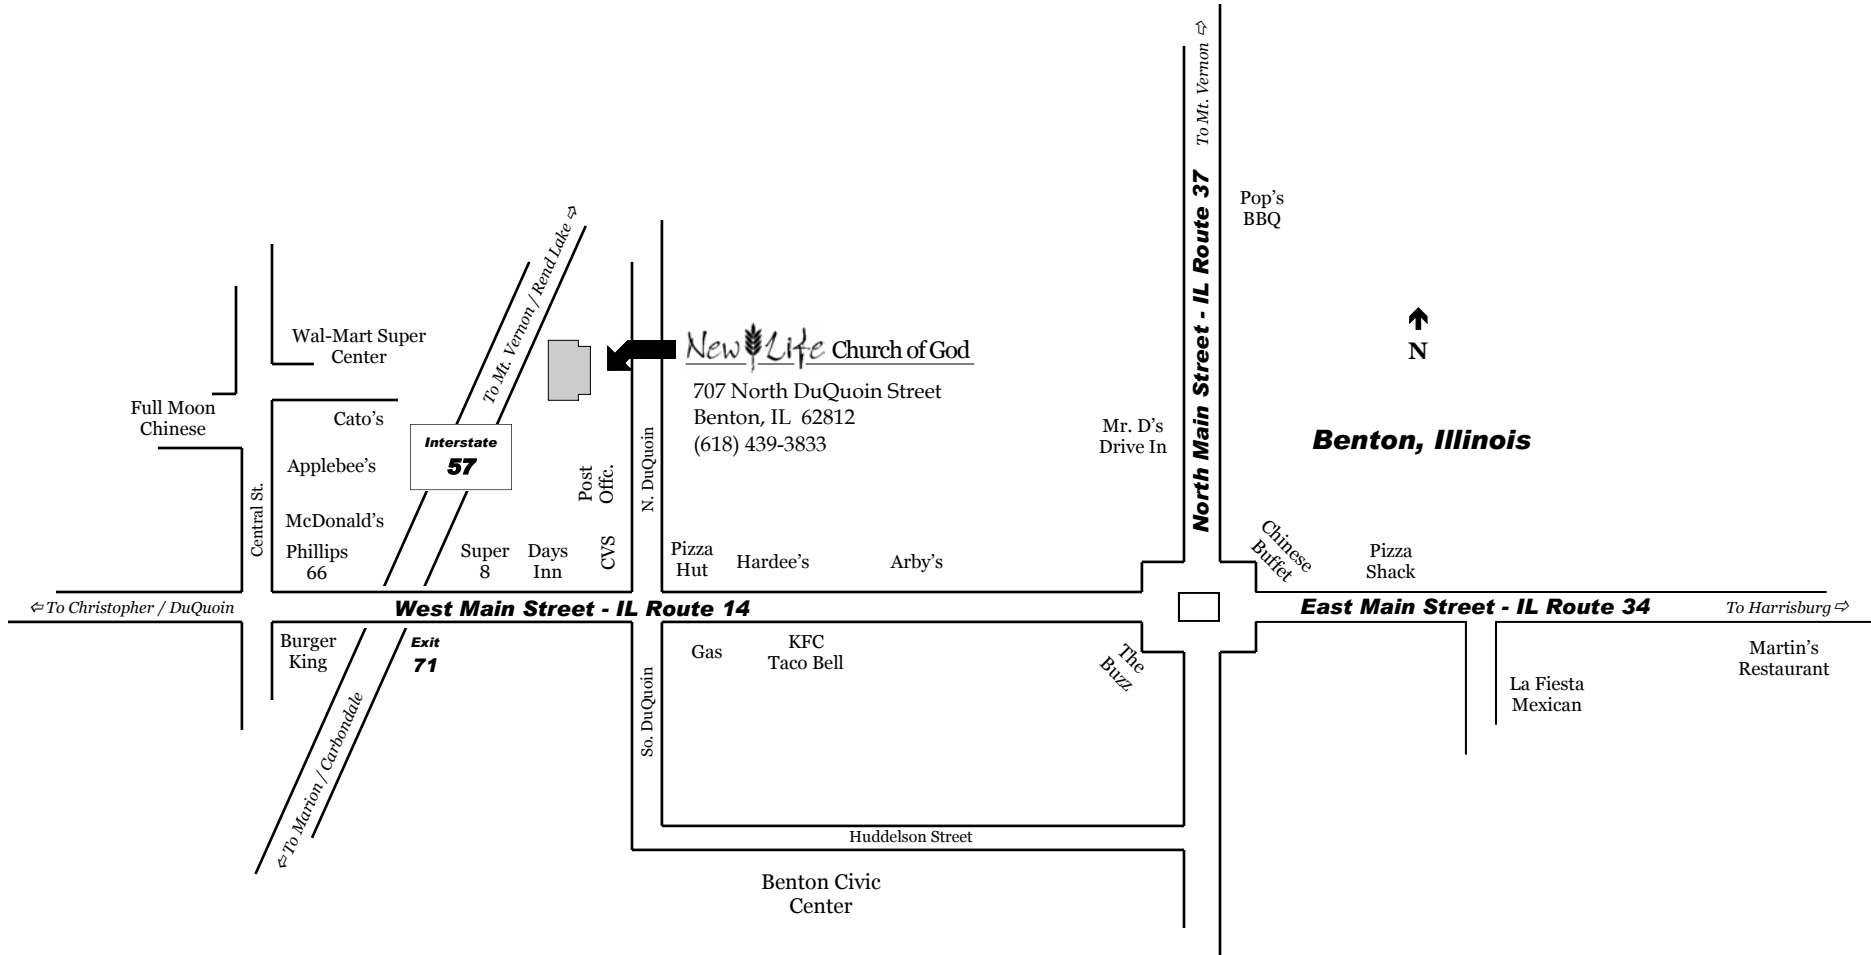 To Mt. Vernon ⇨
North Main Street - IL Route 37
Pop's
BBQ
To Mt. Vernon / Rend Lake ⇨
Wal-Mart Super
Center
New Life Church of God
707 North DuQuoin Street
Benton, IL  62812
(618) 439-3833
N
Full Moon
Chinese
Cato's
Interstate
57
Mr. D's
Drive In
Benton, Illinois
Applebee's
Post
Offc.
N. DuQuoin
Central St.
McDonald's
Phillips
66
Super
8
Days
Inn
CVS
Pizza
Hut
Hardee's
Arby's
Chinese
Buffet
Pizza
Shack
⇦ To Christopher / DuQuoin
West Main Street - IL Route 14
East Main Street - IL Route 34
To Harrisburg ⇨
Burger
King
Exit
71
Gas
KFC
Taco Bell
The
Buzz
Martin's
Restaurant
La Fiesta
Mexican
So. DuQuoin
⇦ To Marion / Carbondale
Huddelson Street
Benton Civic
Center